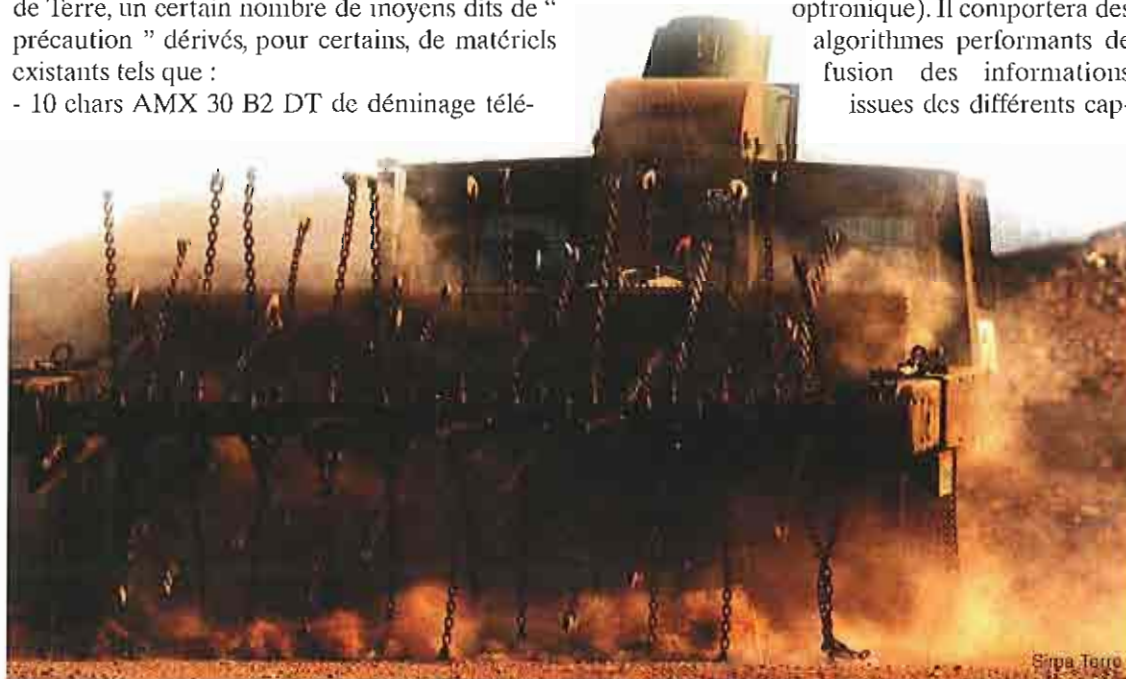 de Terre, un certain nombre de moyens dits de “
précaution ” dérivés, pour certains, de matériels
existants tels que :
- 10 chars AMX 30 B2 DT de déminage télé-
optronique). Il comportera des
algorithmes performants de
fusion des informations
issues des différents cap-
Sirpa Terre